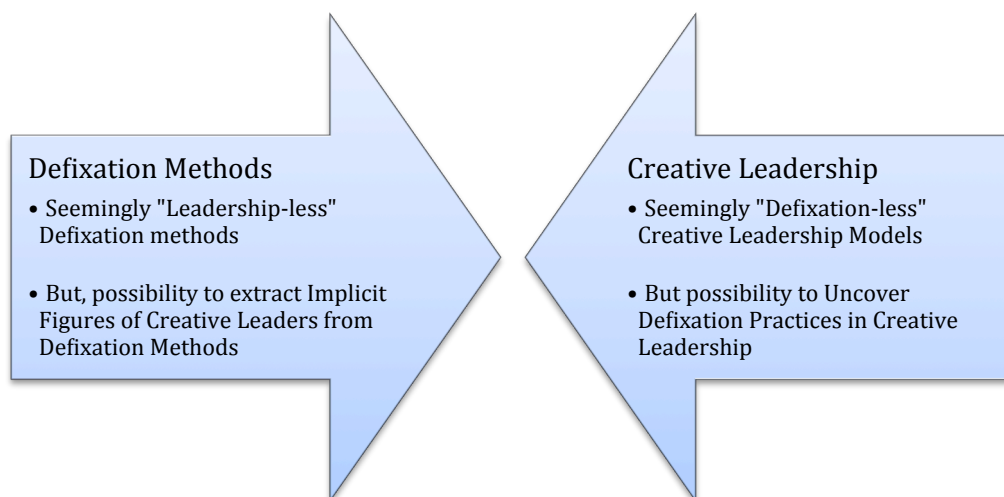 Defixation Methods
• Seemingly "Leadership-less"
Defixation methods
• But, possibility to extract Implicit
Figures of Creative Leaders from
Defixation Methods
Creative Leadership
• Seemingly "Defixation-less"
Creative Leadership Models
• But possibility to Uncover
Defixation Practices in Creative
Leadership